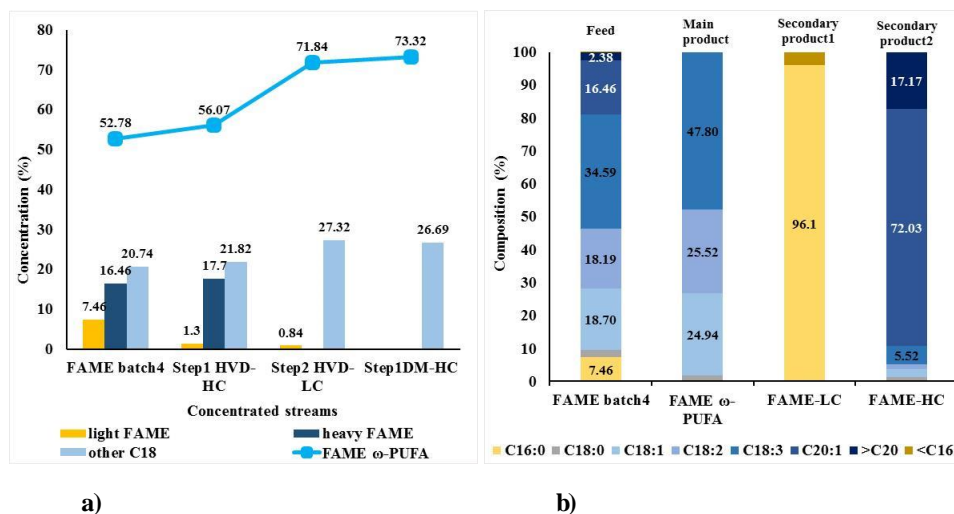 80
70
60
50
40
30
20
10
0
Concentration (%)
52.78
56.07
71.84
73.32
7.46
16.46
20.74
1.3
17.7
21.82
0.84
27.32
26.69
FAME batch4
Step1 HVD-
HC
Step2 HVD-
LC
Step1DM-HC
Concentrated streams
light FAME
heavy FAME
other C18
FAME ω-PUFA
a)
Feed
Main
product
Secondary
product1
Secondary
product2
100
90
80
70
60
50
40
30
20
10
0
Composition (%)
2.38
16.46
34.59
18.19
18.70
7.46
47.80
25.52
24.94
96.1
17.17
72.03
5.52
FAME batch4
FAME ω-
PUFA
FAME-LC
FAME-HC
C16:0
C18:0
C18:1
C18:2
C18:3
C20:1
>C20
<C16
b)